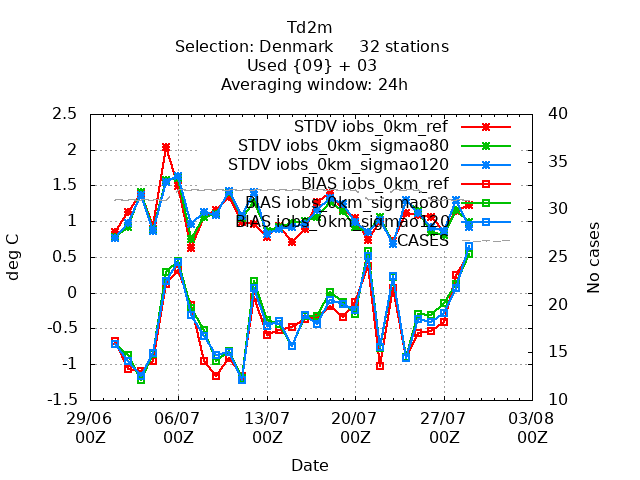 Td2m
Selection: Denmark 32 stations
Used {09} + 03
Averaging window: 24h
2.5
2
1.5
1
0.5
0
-0.5
-1
-1.5
deg C
40
35
30
25
20
15
10
No cases
STDV iobs_0km_ref
STDV iobs_0km_sigmao80
STDV iobs_0km_sigmao120
BIAS iobs_0km_ref
BIAS iobs_0km_sigmao80
BIAS iobs_0km_sigmao120
CASES
29/06 06/07 13/07 20/07 27/07 03/08
00Z 00Z 00Z 00Z 00Z 00Z
Date